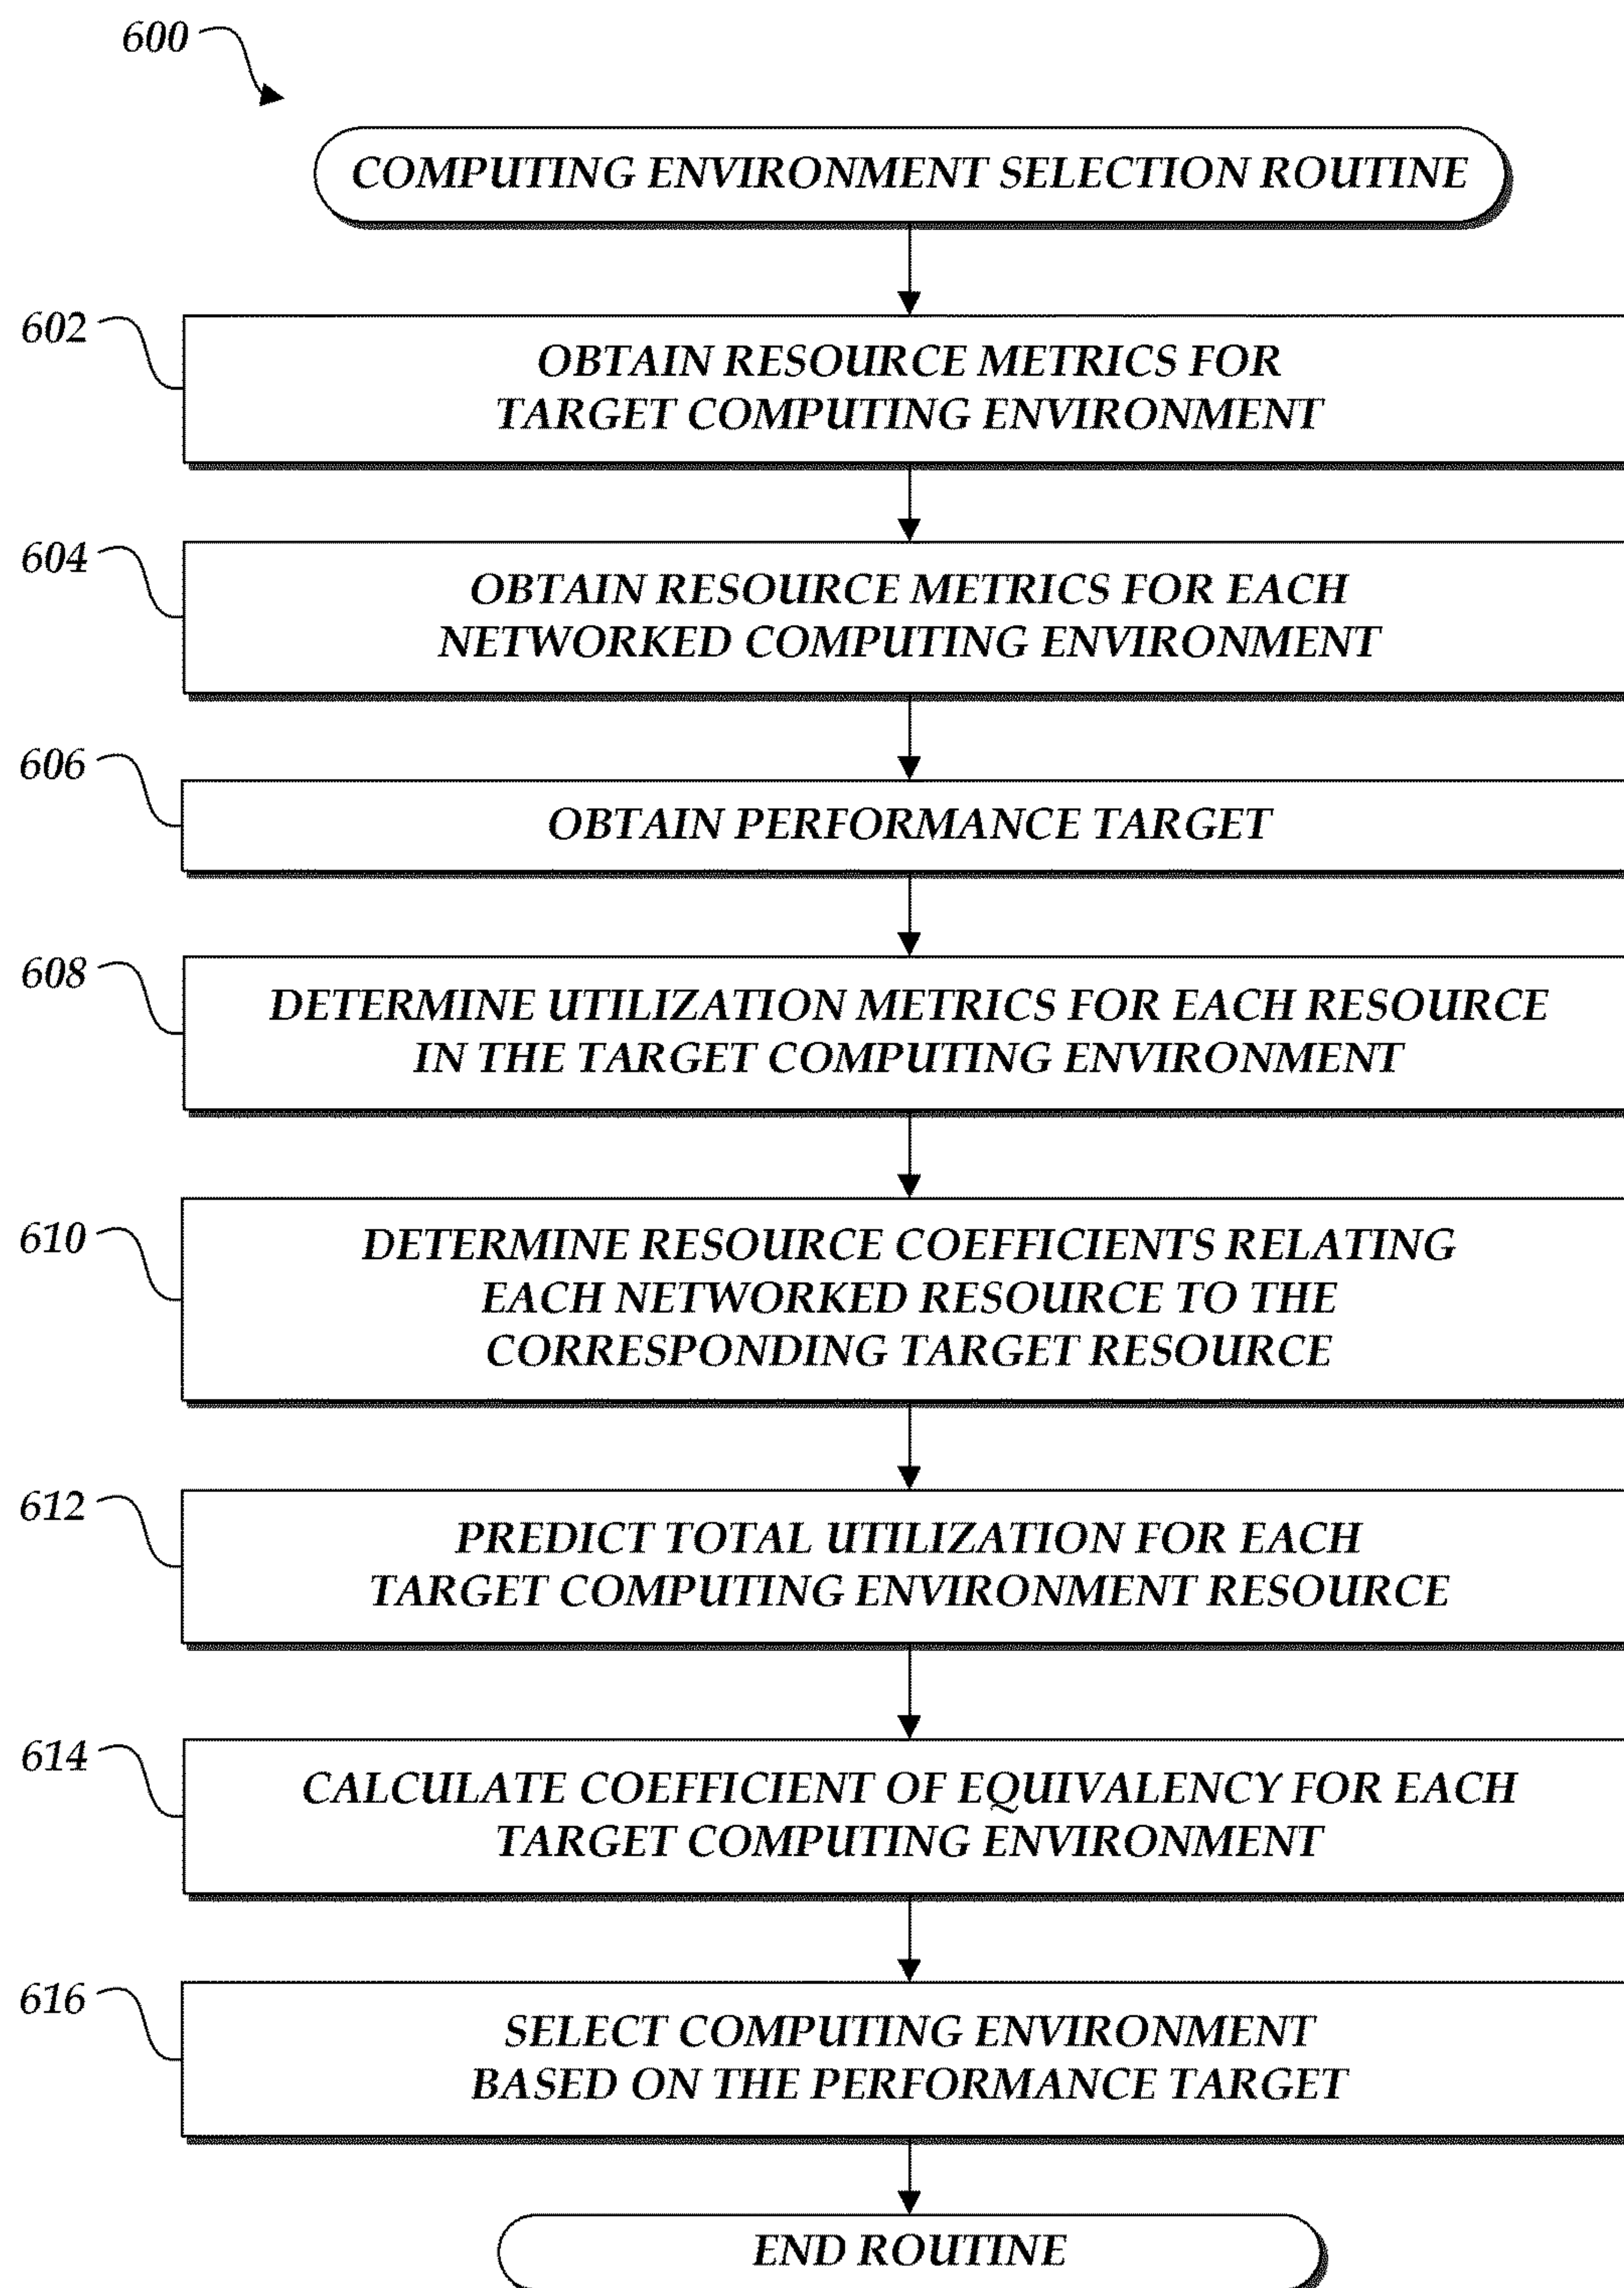 600
COMPUTING ENVIRONMENT SELECTION ROUTINE
602
OBTAIN RESOURCE METRICS FOR
TARGET COMPUTING ENVIRONMENT
604
OBTAIN RESOURCE METRICS FOR EACH
NETWORKED COMPUTING ENVIRONMENT
606
OBTAIN PERFORMANCE TARGET
608
DETERMINE UTILIZATION METRICS FOR EACH RESOURCE
IN THE TARGET COMPUTING ENVIRONMENT
610
DETERMINE RESOURCE COEFFICIENTS RELATING
EACH NETWORKED RESOURCE TO THE
CORRESPONDING TARGET RESOURCE
612
PREDICT TOTAL UTILIZATION FOR EACH
TARGET COMPUTING ENVIRONMENT RESOURCE
614
CALCULATE COEFFICIENT OF EQUIVALENCY FOR EACH
TARGET COMPUTING ENVIRONMENT
616
SELECT COMPUTING ENVIRONMENT
BASED ON THE PERFORMANCE TARGET
END ROUTINE